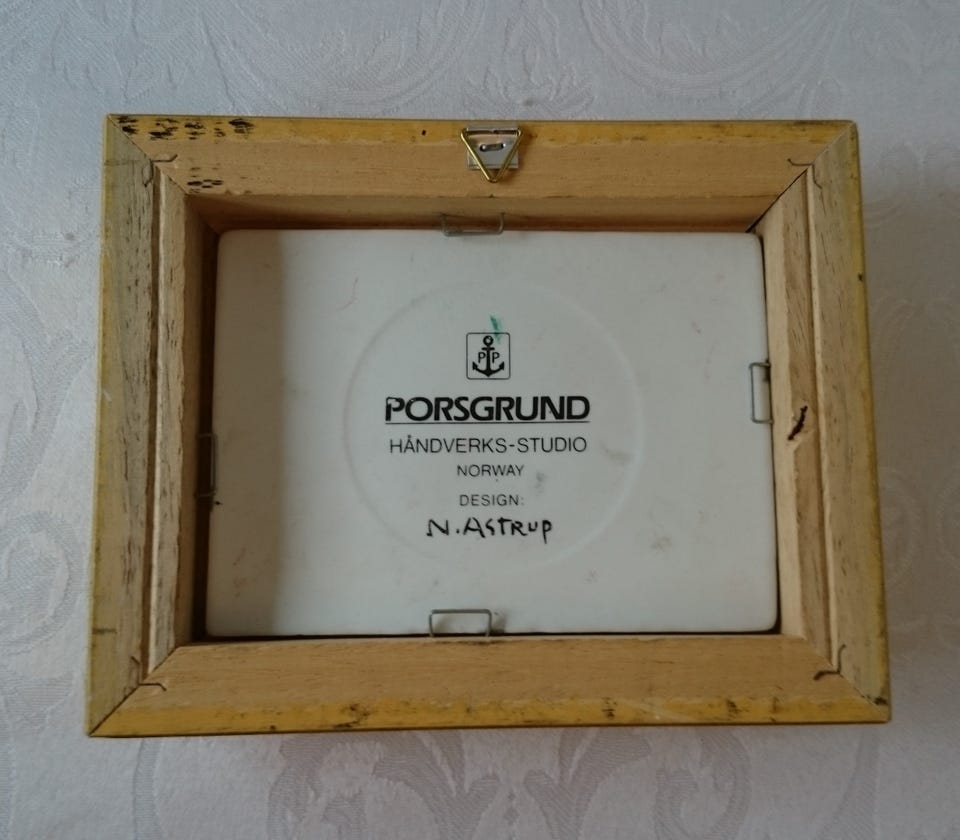 P P
PORSGRUND
HÅNDVERKS-STUDIO
NORWAY
DESIGN:
N. ASTRUP